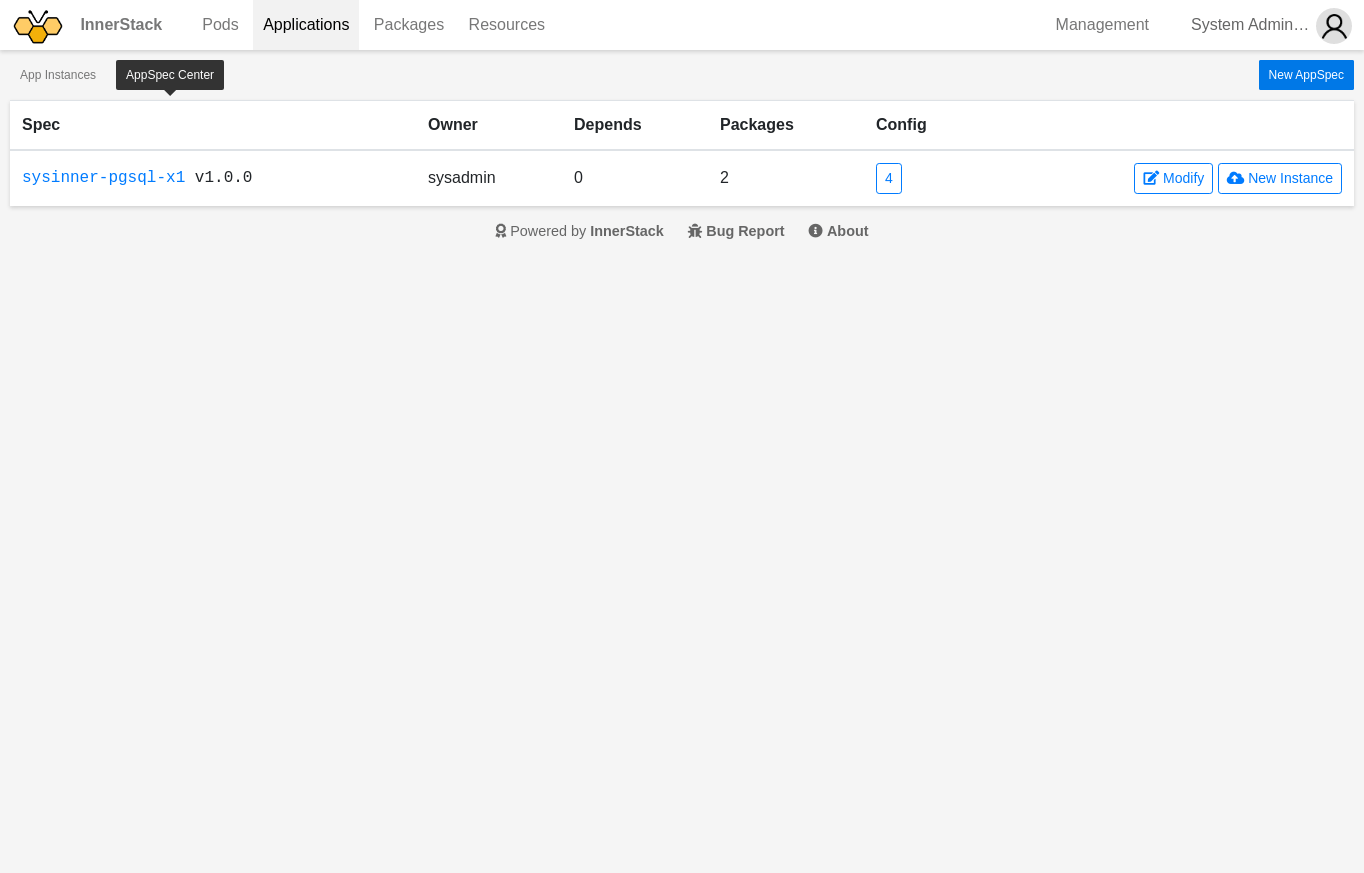 InnerStack Pods Applications Packages Resources Management System Admin…
App Instances AppSpec Center New AppSpec
Spec Owner Depends Packages Config
sysinner-pgsql-x1 v1.0.0 sysadmin 0 2 4 Modify New Instance
Powered by InnerStack Bug Report About